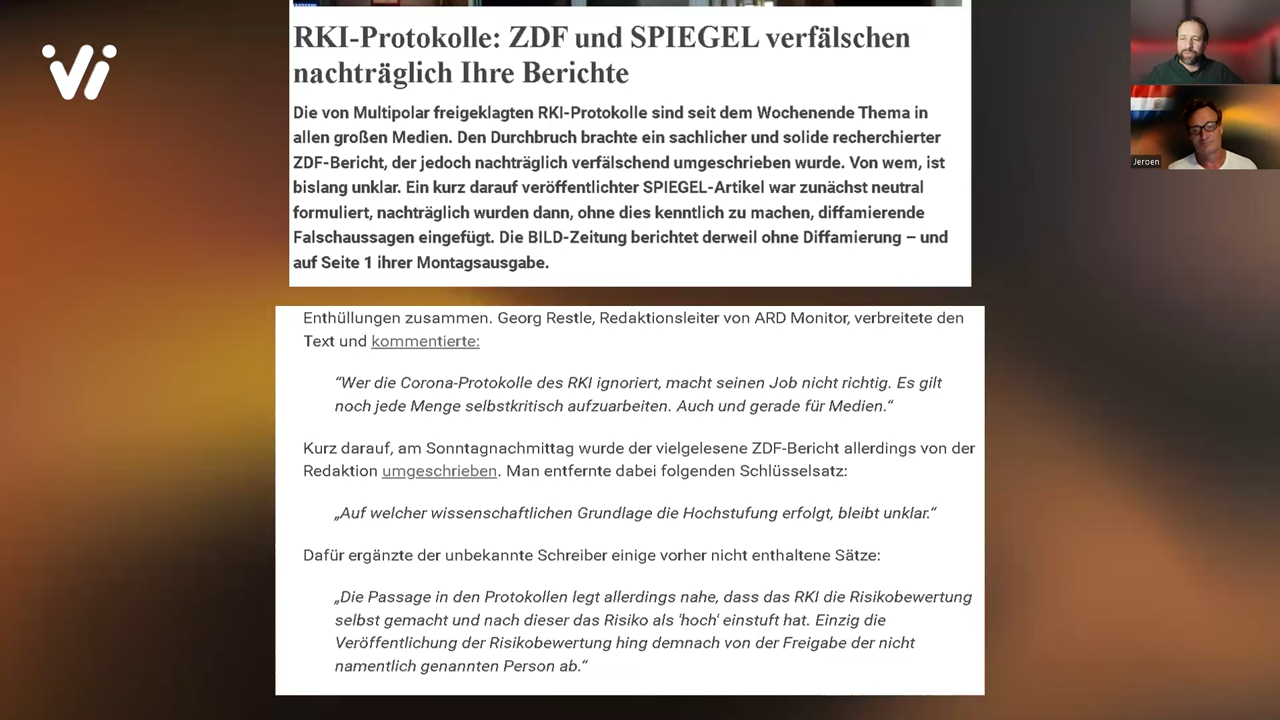 RKI-Protokolle: ZDF und SPIEGEL verfälschen
nachträglich Ihre Berichte
Die von Multipolar freigeklagten RKI-Protokolle sind seit dem Wochenende Thema in
allen großen Medien. Den Durchbruch brachte ein sachlicher und solide recherchierter
ZDF-Bericht, der jedoch nachträglich verfälschend umgeschrieben wurde. Von wem, ist
bislang unklar. Ein kurz darauf veröffentlichter SPIEGEL-Artikel war zunächst neutral
formuliert, nachträglich wurden dann, ohne dies kenntlich zu machen, diffamierende
Falschaussagen eingefügt. Die BILD-Zeitung berichtet derweil ohne Diffamierung – und
auf Seite 1 ihrer Montagsausgabe.
Jeroen
Enthüllungen zusammen. Georg Restle, Redaktionsleiter von ARD Monitor, verbreitete den
Text und kommentierte:
“Wer die Corona-Protokolle des RKI ignoriert, macht seinen Job nicht richtig. Es gilt
noch jede Menge selbstkritisch aufzuarbeiten. Auch und gerade für Medien.“
Kurz darauf, am Sonntagnachmittag wurde der vielgelesene ZDF-Bericht allerdings von der
Redaktion umgeschrieben. Man entfernte dabei folgenden Schlüsselsatz:
„Auf welcher wissenschaftlichen Grundlage die Hochstufung erfolgt, bleibt unklar.“
Dafür ergänzte der unbekannte Schreiber einige vorher nicht enthaltene Sätze:
„Die Passage in den Protokollen legt allerdings nahe, dass das RKI die Risikobewertung
selbst gemacht und nach dieser das Risiko als 'hoch' einstuft hat. Einzig die
Veröffentlichung der Risikobewertung hing demnach von der Freigabe der nicht
namentlich genannten Person ab.“